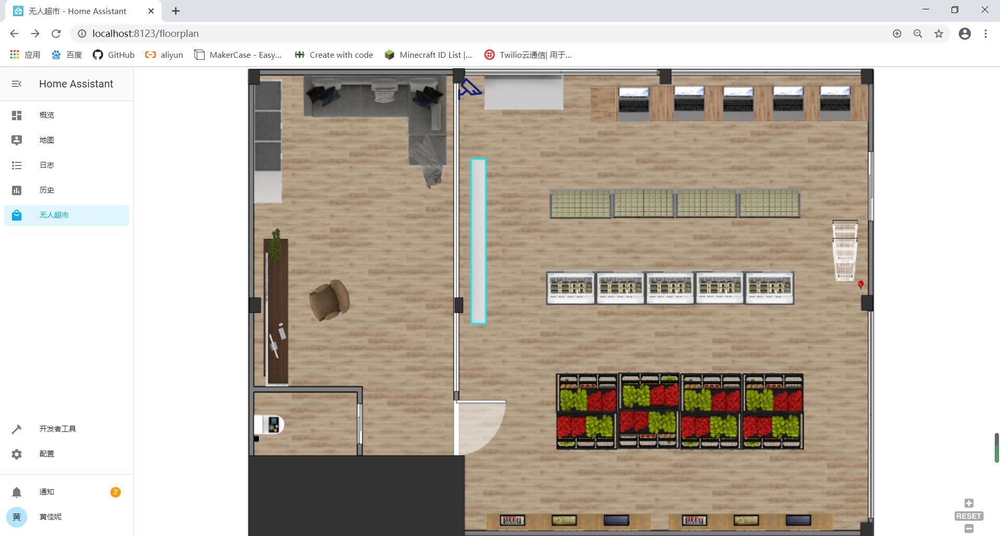 无人超市 - Home Assistant
localhost:8123/floorplan
应用 百度 GitHub aliyun MakerCase - Easy... Create with code Minecraft ID List |... Twilio云通信| 用于...
Home Assistant
概览
地图
日志
历史
无人超市
开发者工具
配置
通知 2
黄 黄佳妮
RESET